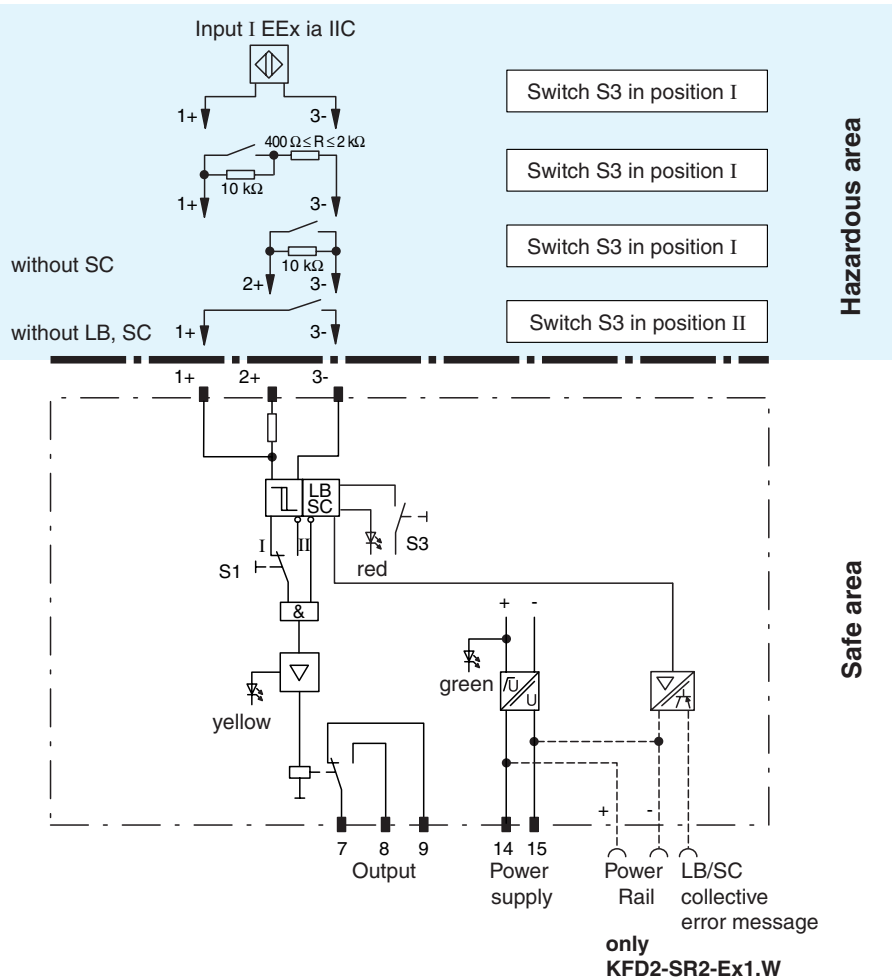 Input I EEx ia IIC
1+ 3-
Switch S3 in position I
400 Ω ≤ R ≤ 2 kΩ
10 kΩ
1+ 3-
Switch S3 in position I
without SC
10 kΩ
2+ 3-
Switch S3 in position I
without LB, SC
1+ 3-
Switch S3 in position II
Hazardous area
1+ 2+ 3-
LB
SC
I II
S1
red
S3
&
yellow
+ -
green
U
U
Safe area
+ -
7 8 9
Output
14 15
Power
supply
Power
Rail
LB/SC
collective
error message
only
KFD2-SR2-Ex1.W